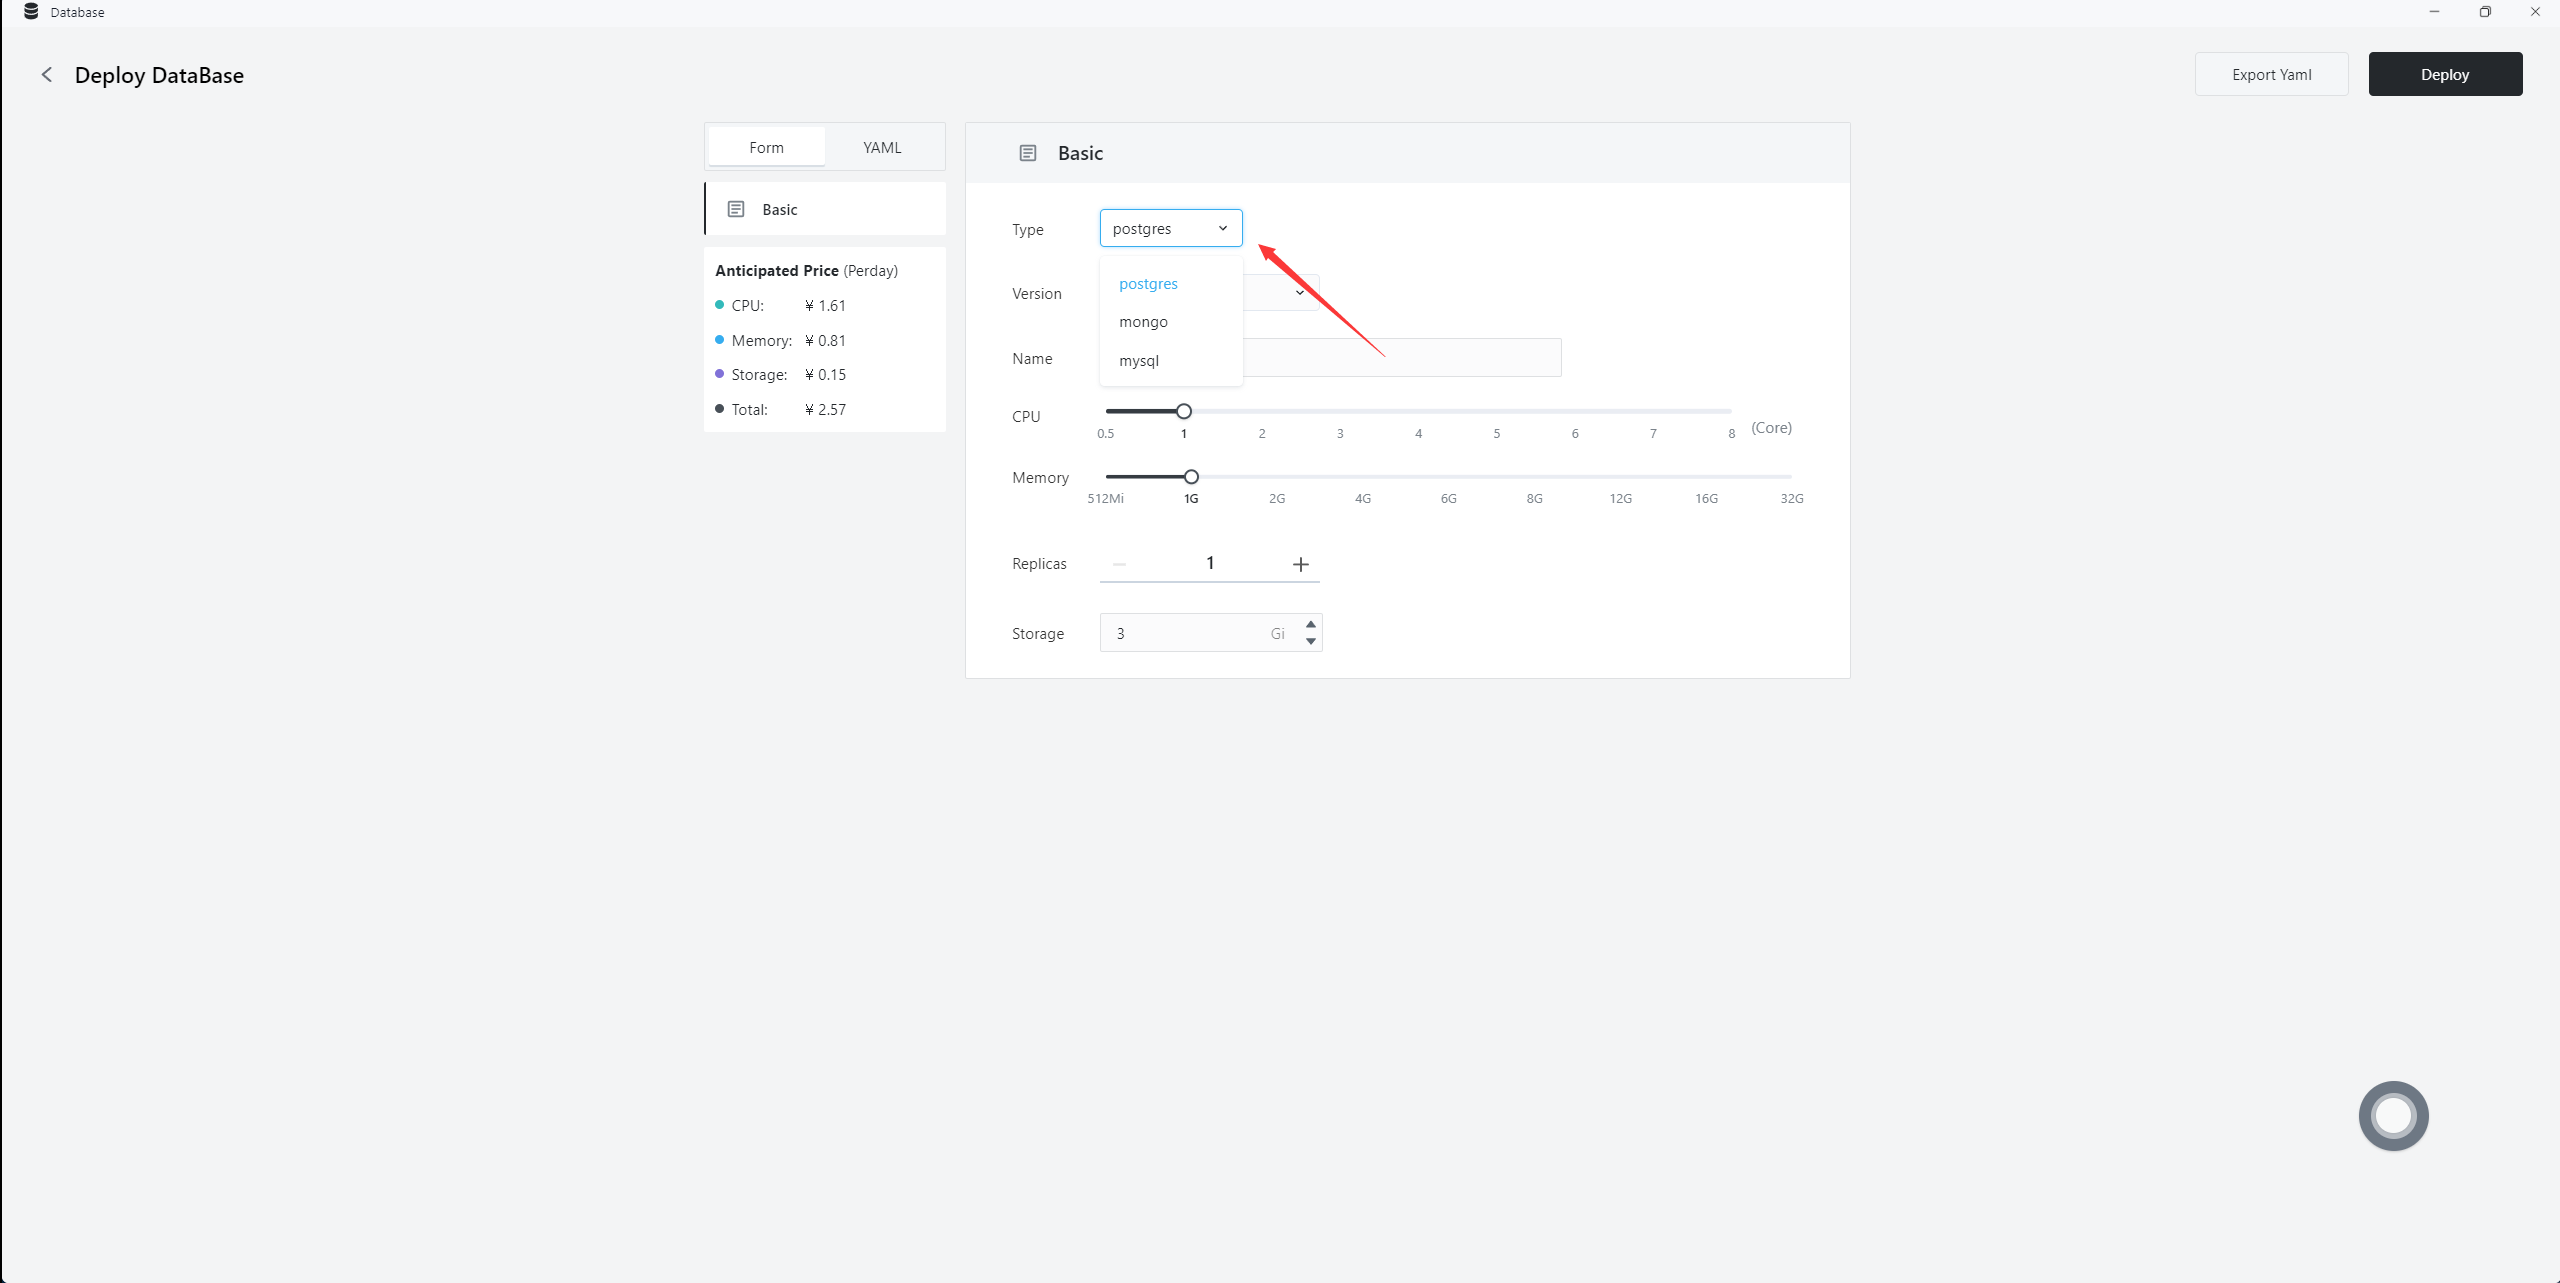 Database
Deploy DataBase
Export Yaml
Deploy
Form
YAML
Basic
Anticipated Price (Perday)
CPU: ¥ 1.61
Memory: ¥ 0.81
Storage: ¥ 0.15
Total: ¥ 2.57
Basic
Type
postgres
postgres
mongo
mysql
Version
Name
CPU
0.5 1 2 3 4 5 6 7 8 (Core)
Memory
512Mi 1G 2G 4G 6G 8G 12G 16G 32G
Replicas
1
Storage
3 Gi